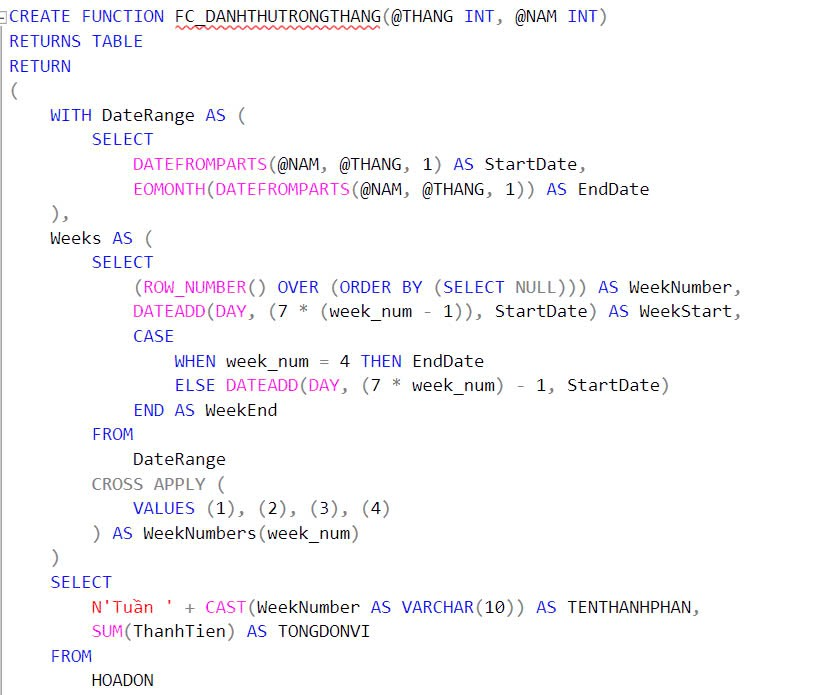 CREATE FUNCTION FC_DANHTHUTRONGTHANG(@THANG INT, @NAM INT)
RETURNS TABLE
RETURN
(
    WITH DateRange AS (
        SELECT
            DATEFROMPARTS(@NAM, @THANG, 1) AS StartDate,
            EOMONTH(DATEFROMPARTS(@NAM, @THANG, 1)) AS EndDate
    ),
    Weeks AS (
        SELECT
            (ROW_NUMBER() OVER (ORDER BY (SELECT NULL))) AS WeekNumber,
            DATEADD(DAY, (7 * (week_num - 1)), StartDate) AS WeekStart,
            CASE
                WHEN week_num = 4 THEN EndDate
                ELSE DATEADD(DAY, (7 * week_num) - 1, StartDate)
            END AS WeekEnd
        FROM
            DateRange
        CROSS APPLY (
            VALUES (1), (2), (3), (4)
        ) AS WeekNumbers(week_num)
    )
    SELECT
        N'Tuần ' + CAST(WeekNumber AS VARCHAR(10)) AS TENTHANHPHAN,
        SUM(ThanhTien) AS TONGDONVI
    FROM
        HOADON